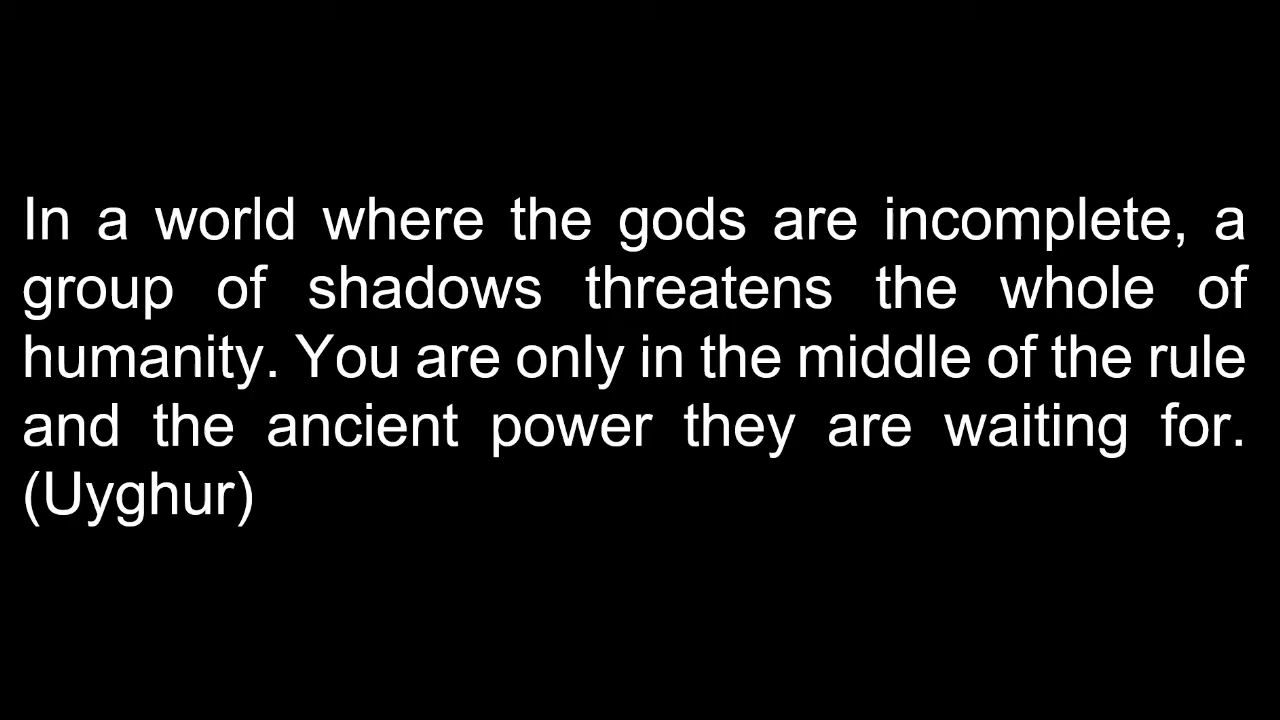 In a world where the gods are incomplete, a
group of shadows threatens the whole of
humanity. You are only in the middle of the rule
and the ancient power they are waiting for.
(Uyghur)